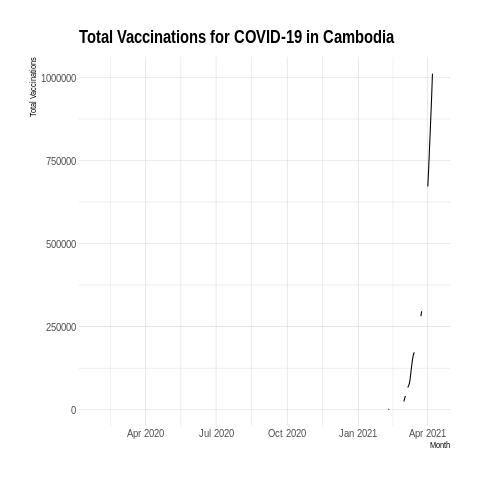 Total Vaccinations for COVID-19 in Cambodia
Total Vaccinations
1000000
750000
500000
250000
0
Apr 2020 Jul 2020 Oct 2020 Jan 2021 Apr 2021
Month